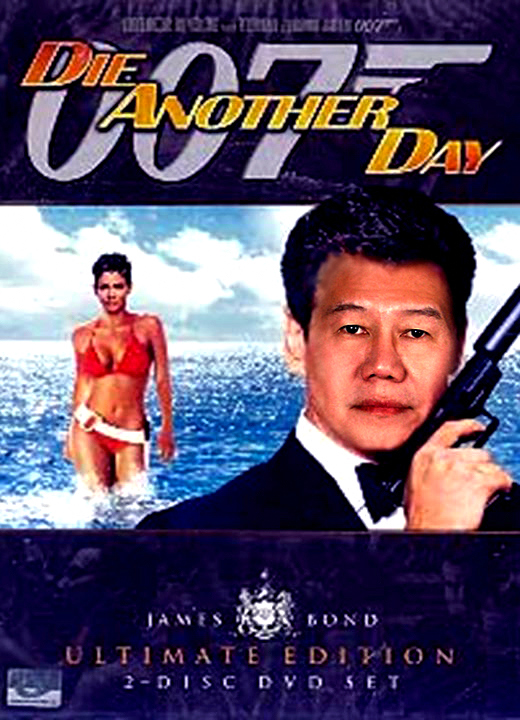 007
DIE
ANOTHER
DAY
JAMES BOND
ULTIMATE EDITION
2-DISC DVD SET